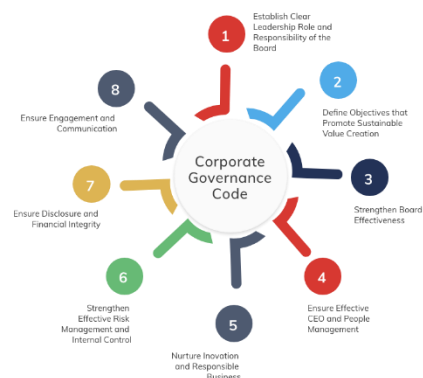 1
Establish Clear
Leadership Role and
Responsibility of the
Board
2
Define Objectives that
Promote Sustainable
Value Creation
3
Strengthen Board
Effectiveness
4
Ensure Effective
CEO and People
Management
5
Nurture Inovation
and Responsible
Business
6
Strengthen
Effective Risk
Management and
Internal Control
7
Ensure Disclosure and
Financial Integrity
8
Ensure Engagement and
Communication
Corporate
Governance
Code